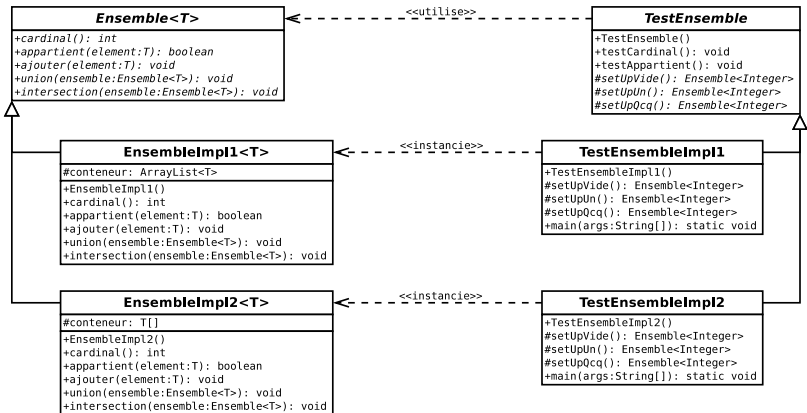 Ensemble<T>
+cardinal(): int
+appartient(element:T): boolean
+ajouter(element:T): void
+union(ensemble:Ensemble<T>): void
+intersection(ensemble:Ensemble<T>): void
<<utilise>>
TestEnsemble
+TestEnsemble()
+testCardinal(): void
+testAppartient(): void
#setUpVide(): Ensemble<Integer>
#setUpUn(): Ensemble<Integer>
#setUpQcq(): Ensemble<Integer>
EnsembleImpl1<T>
#conteneur: ArrayList<T>
+EnsembleImpl1()
+cardinal(): int
+appartient(element:T): boolean
+ajouter(element:T): void
+union(ensemble:Ensemble<T>): void
+intersection(ensemble:Ensemble<T>): void
<<instancie>>
TestEnsembleImpl1
+TestEnsembleImpl1()
#setUpVide(): Ensemble<Integer>
#setUpUn(): Ensemble<Integer>
#setUpQcq(): Ensemble<Integer>
+main(args:String[]): static void
EnsembleImpl2<T>
#conteneur: T[]
+EnsembleImpl2()
+cardinal(): int
+appartient(element:T): boolean
+ajouter(element:T): void
+union(ensemble:Ensemble<T>): void
+intersection(ensemble:Ensemble<T>): void
<<instancie>>
TestEnsembleImpl2
+TestEnsembleImpl2()
#setUpVide(): Ensemble<Integer>
#setUpUn(): Ensemble<Integer>
#setUpQcq(): Ensemble<Integer>
+main(args:String[]): static void